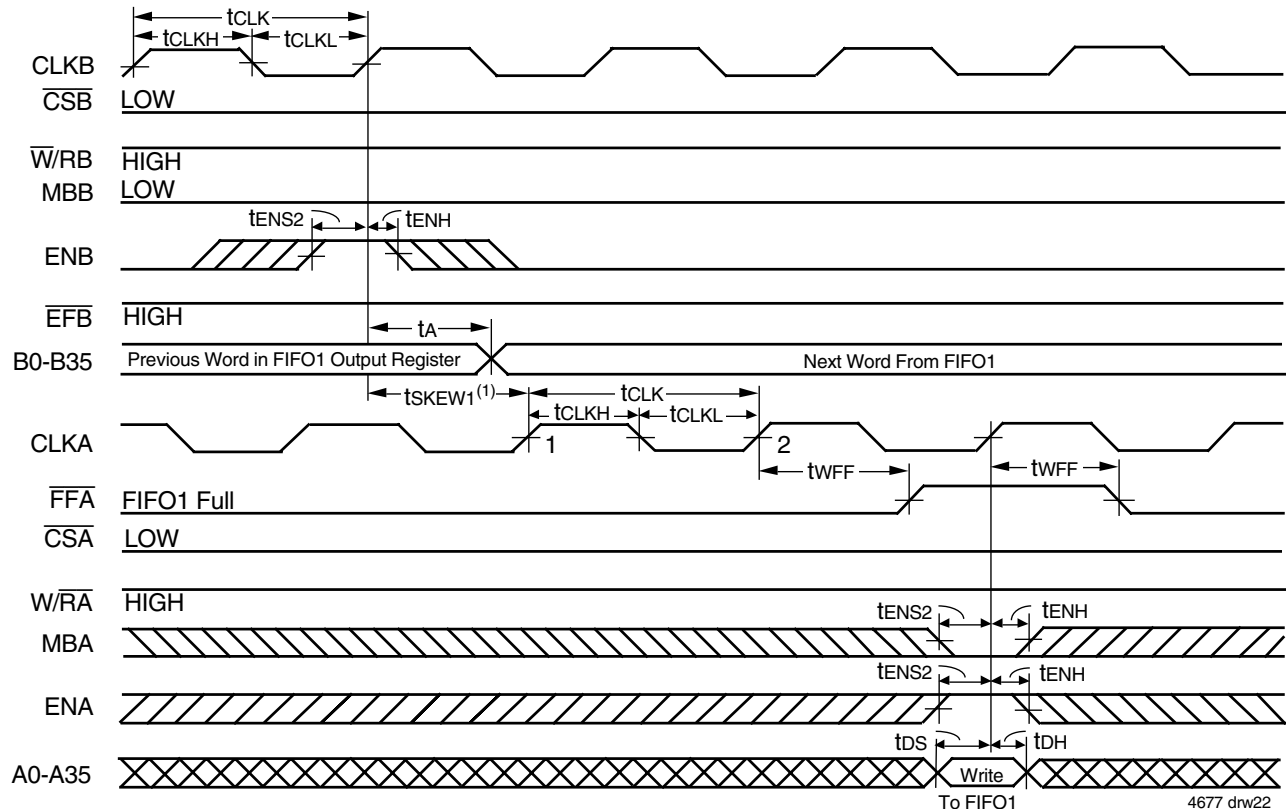 tCLK
tCLKH tCLKL
CLKB
CSB LOW
W/RB HIGH
MBB LOW
tENS2 tENH
ENB
EFB HIGH
tA
B0-B35 Previous Word in FIFO1 Output Register Next Word From FIFO1
tSKEW1(1) tCLK
tCLKH tCLKL
CLKA 1 2
tWFF tWFF
FFA FIFO1 Full
CSA LOW
W/RA HIGH
tENS2 tENH
MBA
tENS2 tENH
ENA
tDS tDH
A0-A35 Write
To FIFO1 4677 drw22